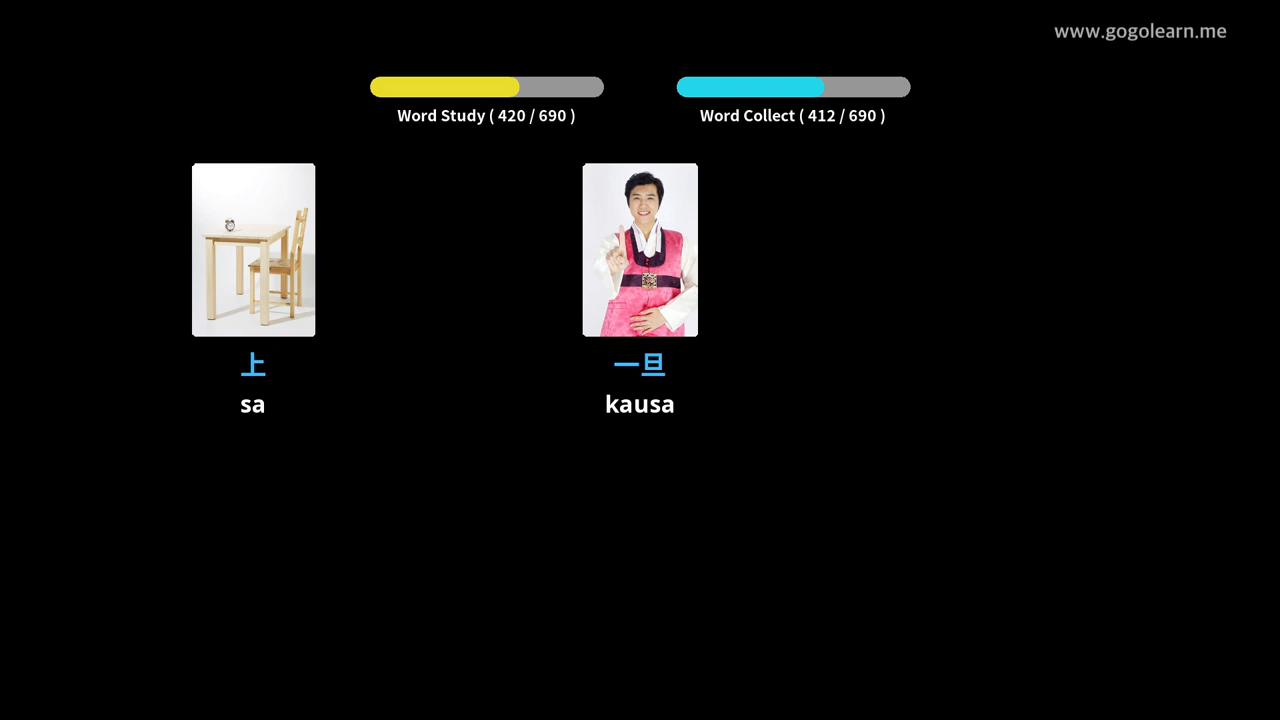 www.gogolearn.me
Word Study ( 420 / 690 )
Word Collect ( 412 / 690 )
上
sa
一旦
kausa